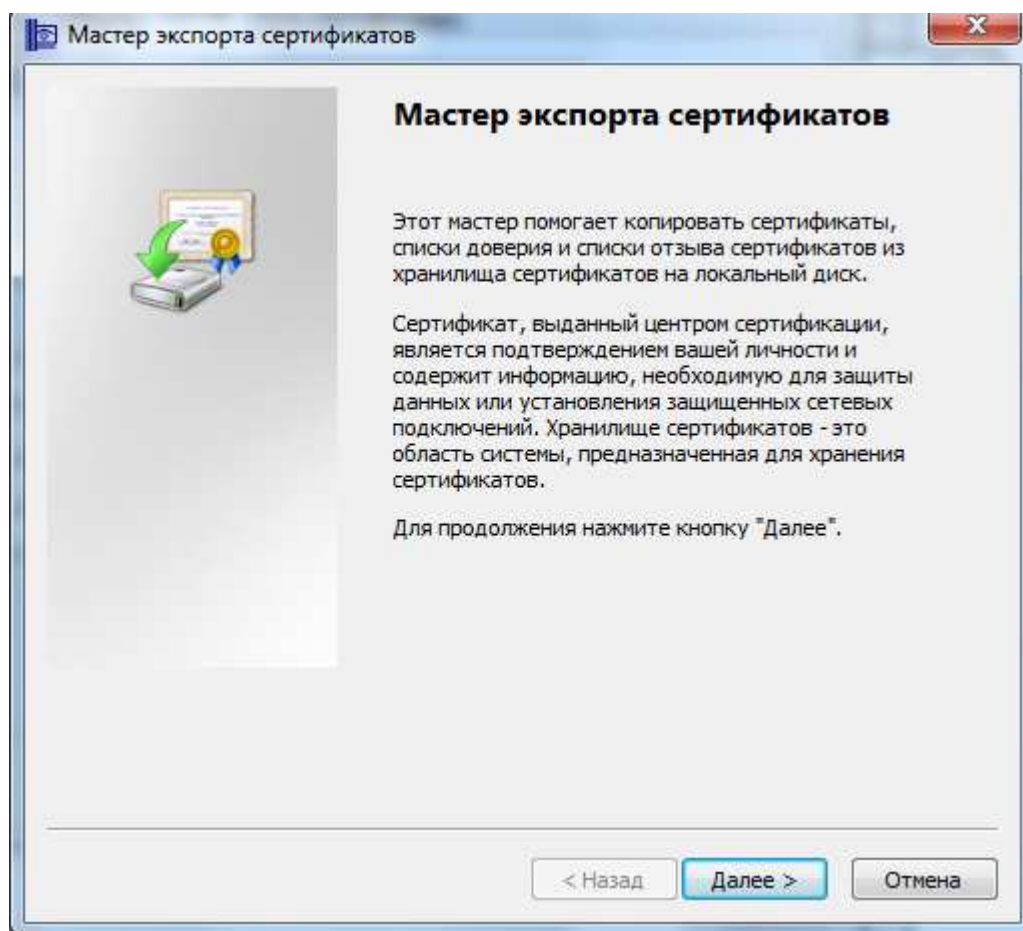 Мастер экспорта сертификатов
Мастер экспорта сертификатов
Этот мастер помогает копировать сертификаты,
списки доверия и списки отзыва сертификатов из
хранилища сертификатов на локальный диск.
Сертификат, выданный центром сертификации,
является подтверждением вашей личности и
содержит информацию, необходимую для защиты
данных или установления защищенных сетевых
подключений. Хранилище сертификатов - это
область системы, предназначенная для хранения
сертификатов.
Для продолжения нажмите кнопку "Далее".
< Назад Далее > Отмена